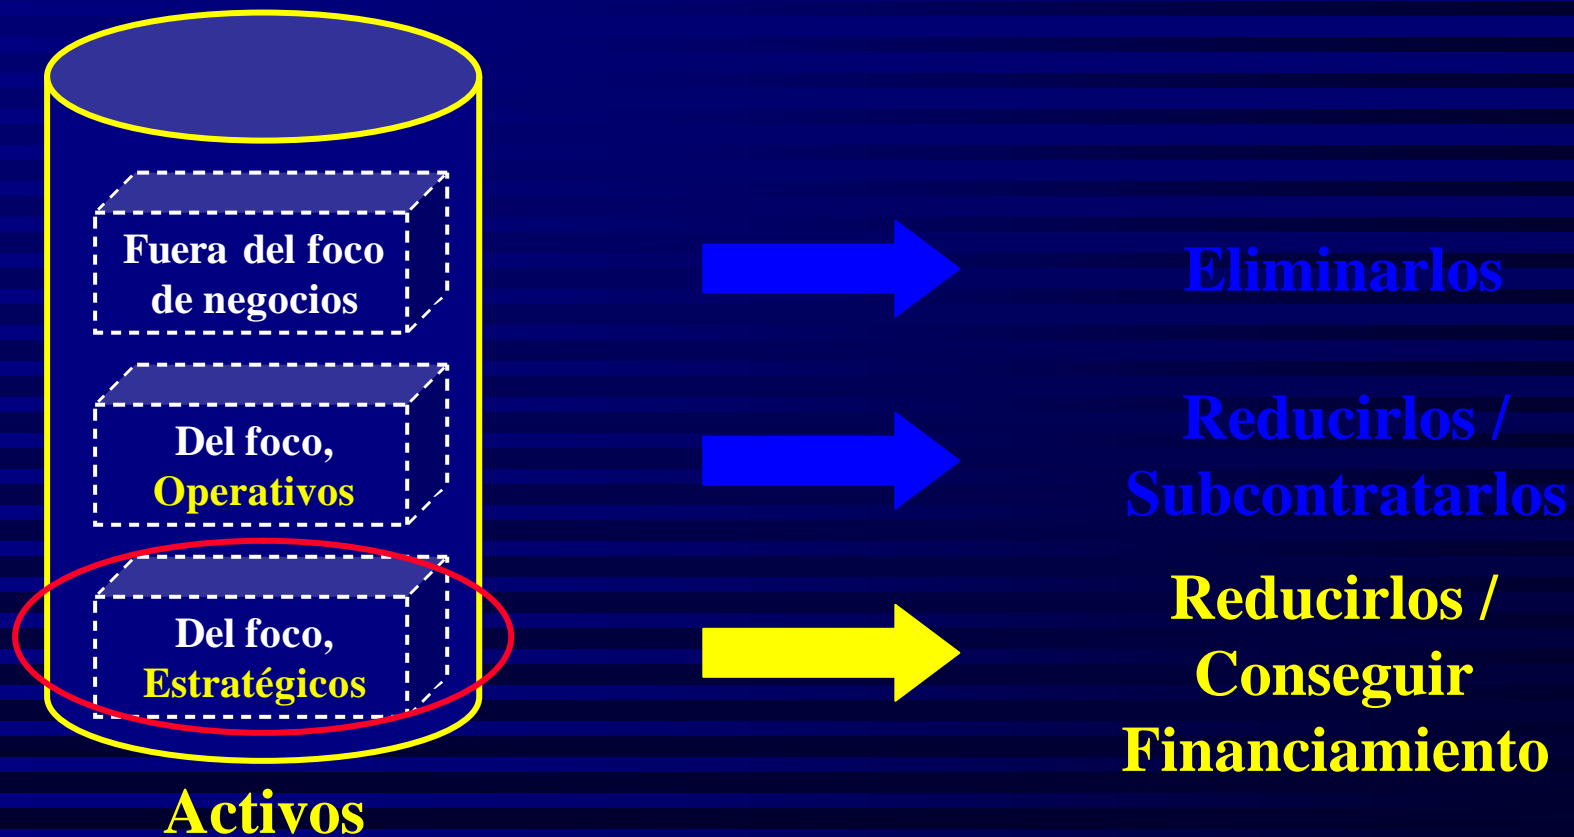 Fuera del foco
de negocios
Eliminarlos
Del foco,
Operativos
Reducirlos /
Subcontratarlos
Del foco,
Estratégicos
Reducirlos /
Conseguir
Financiamiento
Activos